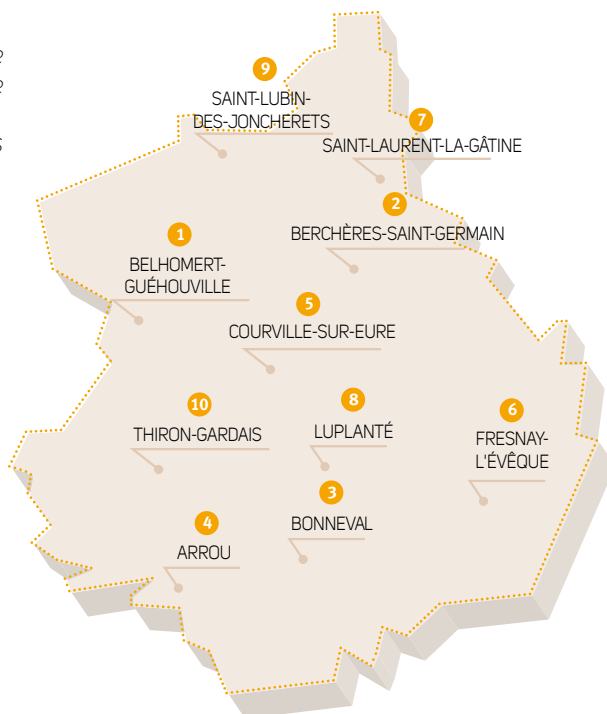 9
SAINT-LUBIN-
DES-JONCHERETS
7
SAINT-LAURENT-LA-GÂTINE
2
BERCHÈRES-SAINT-GERMAIN
1
BELHOMERT-
GUÉHOUVILLE
5
COURVILLE-SUR-EURE
10
THIRON-GARDAIS
8
LUPLANTÉ
6
FRESNAY-
L'ÉVÊQUE
3
BONNEVAL
4
ARROU